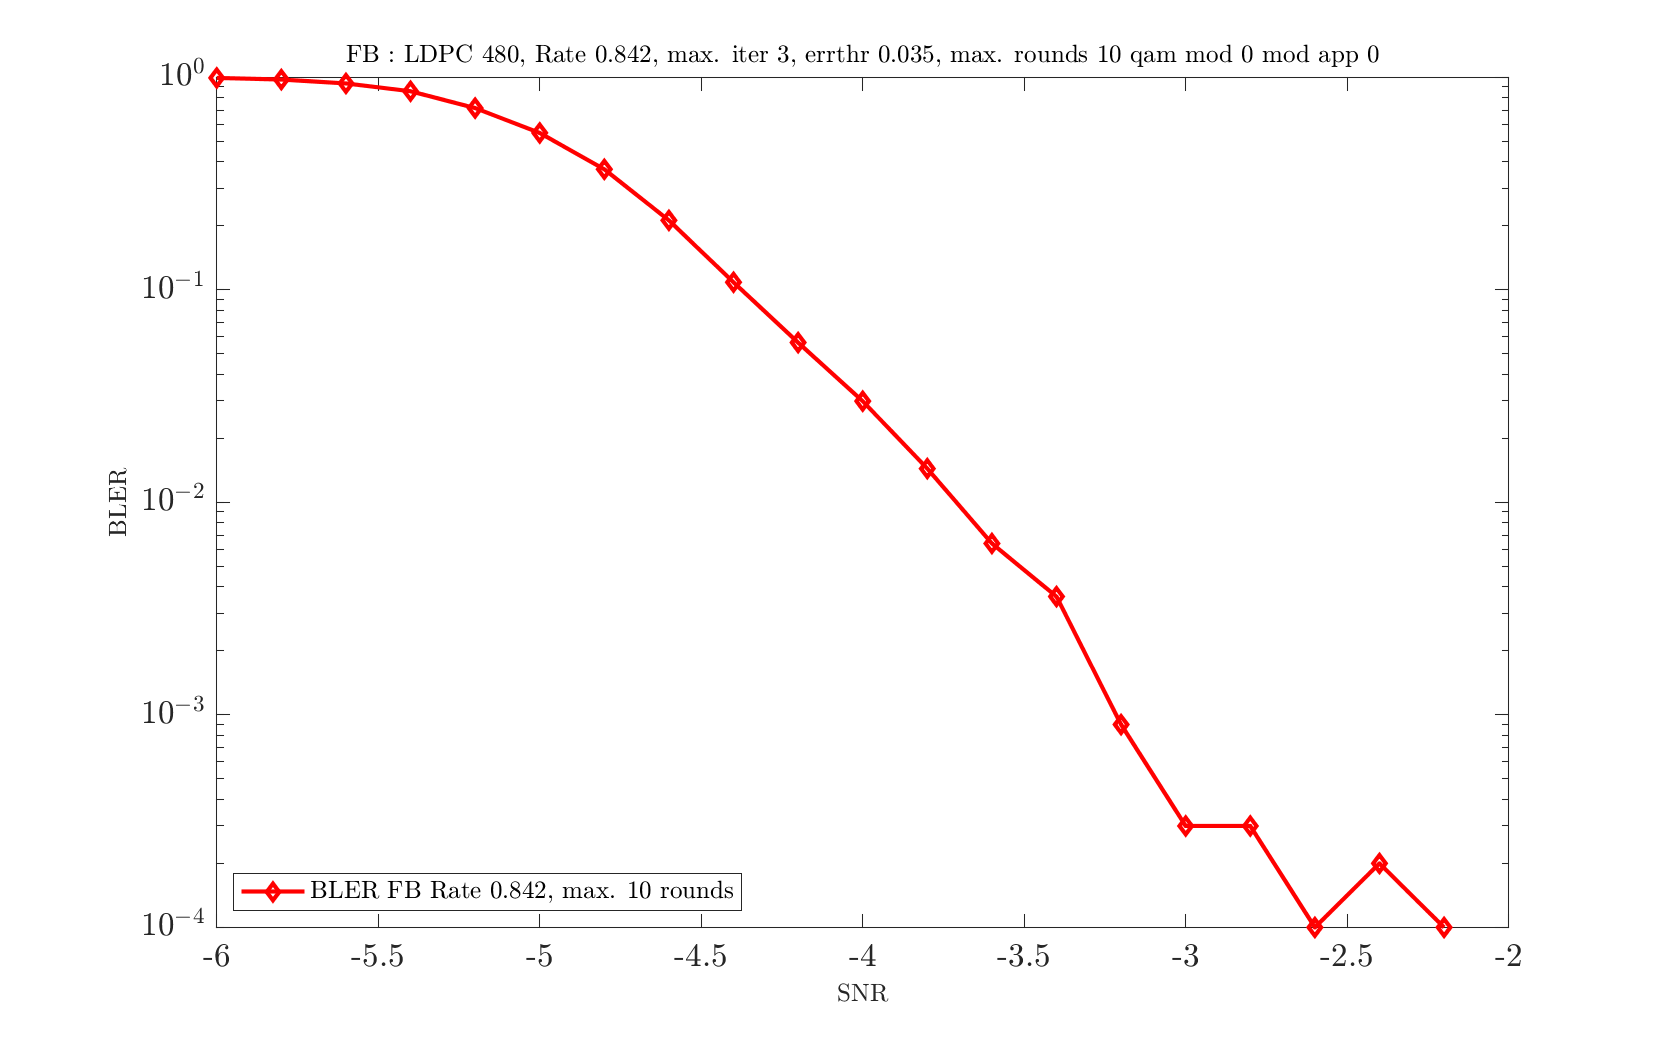 FB : LDPC 480, Rate 0.842, max. iter 3, errthr 0.035, max. rounds 10 qam mod 0 mod app 0
10^0
10^{-1}
10^{-2}
10^{-3}
10^{-4}
BLER
BLER FB Rate 0.842, max. 10 rounds
-6 -5.5 -5 -4.5 -4 -3.5 -3 -2.5 -2
SNR